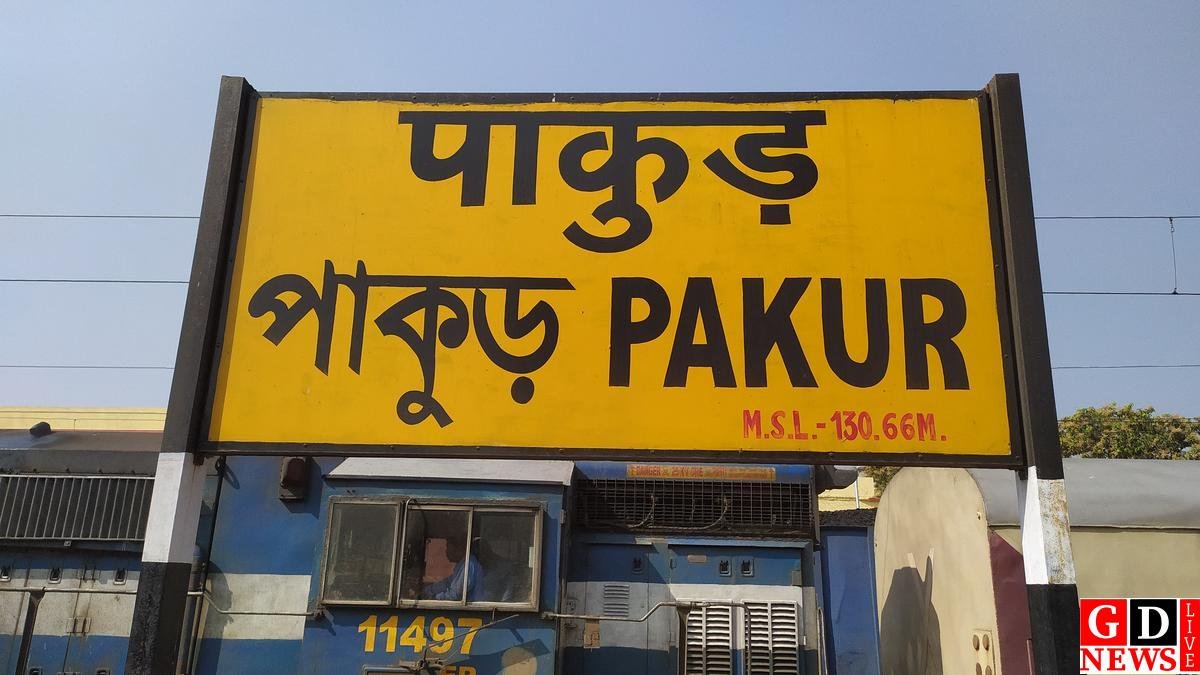 पाकुड़
পাকুড় PAKUR
M.S.L.-130.66M.
11497
GD LIVE
NEWS